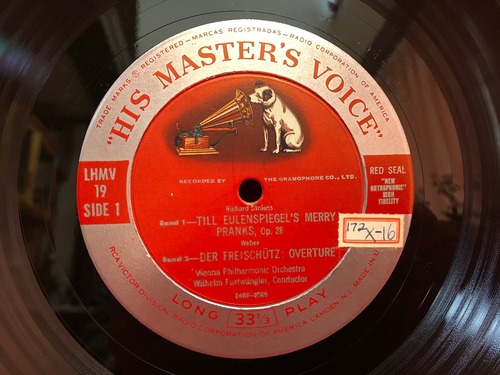 TRADE MARKS ® REGISTERED—MARCAS REGISTRADAS—RADIO CORPORATION OF AMERICA
"HIS MASTER'S VOICE"
LHMV
19
SIDE 1
RED SEAL
"NEW
ORTHOPHONIC"
HIGH
FIDELITY
RECORDED BY THE GRAMOPHONE CO., LTD.
Richard Strauss
Band 1—TILL EULENSPIEGEL'S MERRY
PRANKS, Op. 28
Weber
Band 2—DER FREISCHÜTZ: OVERTURE
Vienna Philharmonic Orchestra
Wilhelm Furtwängler, Conductor
172
X-16
LONG 33 1/3 PLAY
RCA VICTOR DIVISION, RADIO CORPORATION OF AMERICA, CAMDEN, N.J. MADE IN U